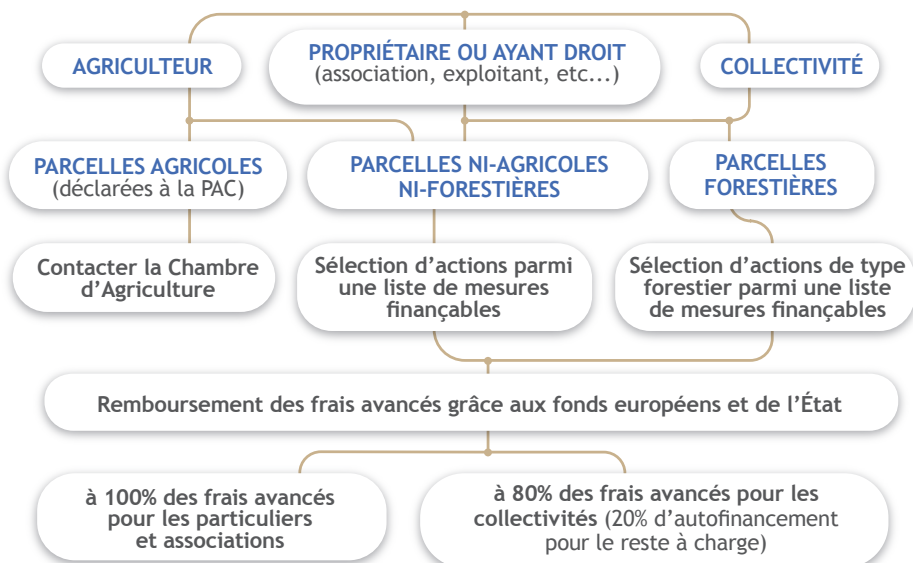 AGRICULTEUR
PROPRIÉTAIRE OU AYANT DROIT
(association, exploitant, etc...)
COLLECTIVITÉ
PARCELLES AGRICOLES
(déclarées à la PAC)
PARCELLES NI-AGRICOLES
NI-FORESTIÈRES
PARCELLES
FORESTIÈRES
Contacter la Chambre
d’Agriculture
Sélection d’actions parmi
une liste de mesures
finançables
Sélection d’actions de type
forestier parmi une liste
de mesures finançables
Remboursement des frais avancés grâce aux fonds européens et de l’État
à 100% des frais avancés
pour les particuliers
et associations
à 80% des frais avancés pour les
collectivités (20% d’autofinancement
pour le reste à charge)